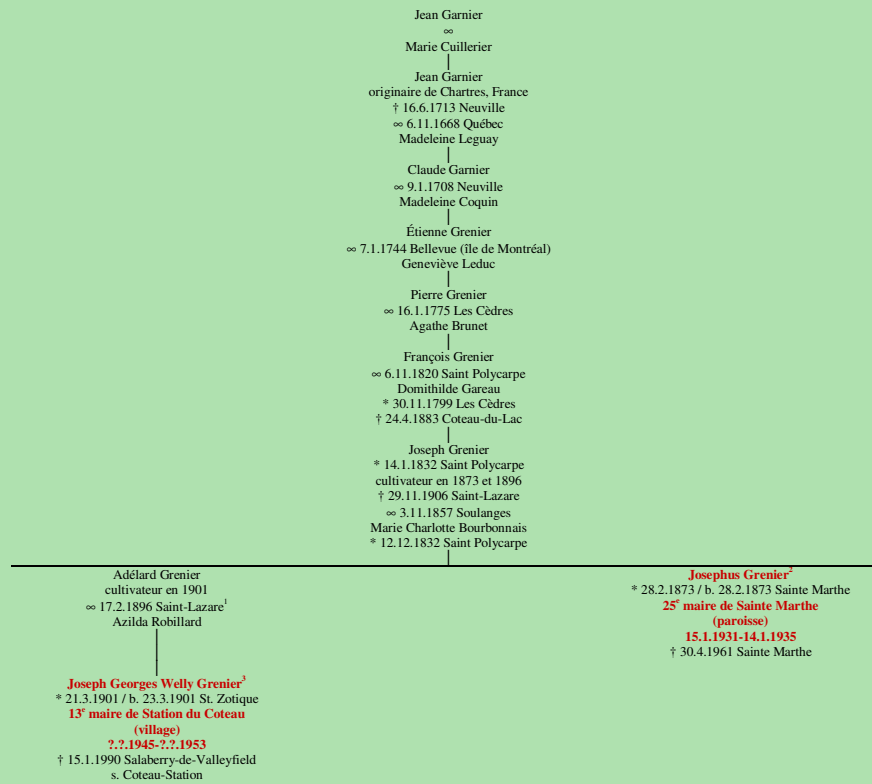 Jean Garnier
∞
Marie Cuillerier
Jean Garnier
originaire de Chartres, France
† 16.6.1713 Neuville
∞ 6.11.1668 Québec
Madeleine Leguay
Claude Garnier
∞ 9.1.1708 Neuville
Madeleine Coquin
Étienne Grenier
∞ 7.1.1744 Bellevue (île de Montréal)
Geneviève Leduc
Pierre Grenier
∞ 16.1.1775 Les Cèdres
Agathe Brunet
François Grenier
∞ 6.11.1820 Saint Polycarpe
Domithilde Gareau
* 30.11.1799 Les Cèdres
† 24.4.1883 Coteau-du-Lac
Joseph Grenier
* 14.1.1832 Saint Polycarpe
cultivateur en 1873 et 1896
† 29.11.1906 Saint-Lazare
∞ 3.11.1857 Soulanges
Marie Charlotte Bourbonnais
* 12.12.1832 Saint Polycarpe
Adélard Grenier
cultivateur en 1901
∞ 17.2.1896 Saint-Lazare¹
Azilda Robillard
Joseph Georges Welly Grenier³
* 21.3.1901 / b. 23.3.1901 St. Zotique
13ᵉ maire de Station du Coteau
(village)
?.?.1945-?.?.1953
† 15.1.1990 Salaberry-de-Valleyfield
s. Coteau-Station
Josephus Grenier²
* 28.2.1873 / b. 28.2.1873 Sainte Marthe
25ᵉ maire de Sainte Marthe
(paroisse)
15.1.1931-14.1.1935
† 30.4.1961 Sainte Marthe